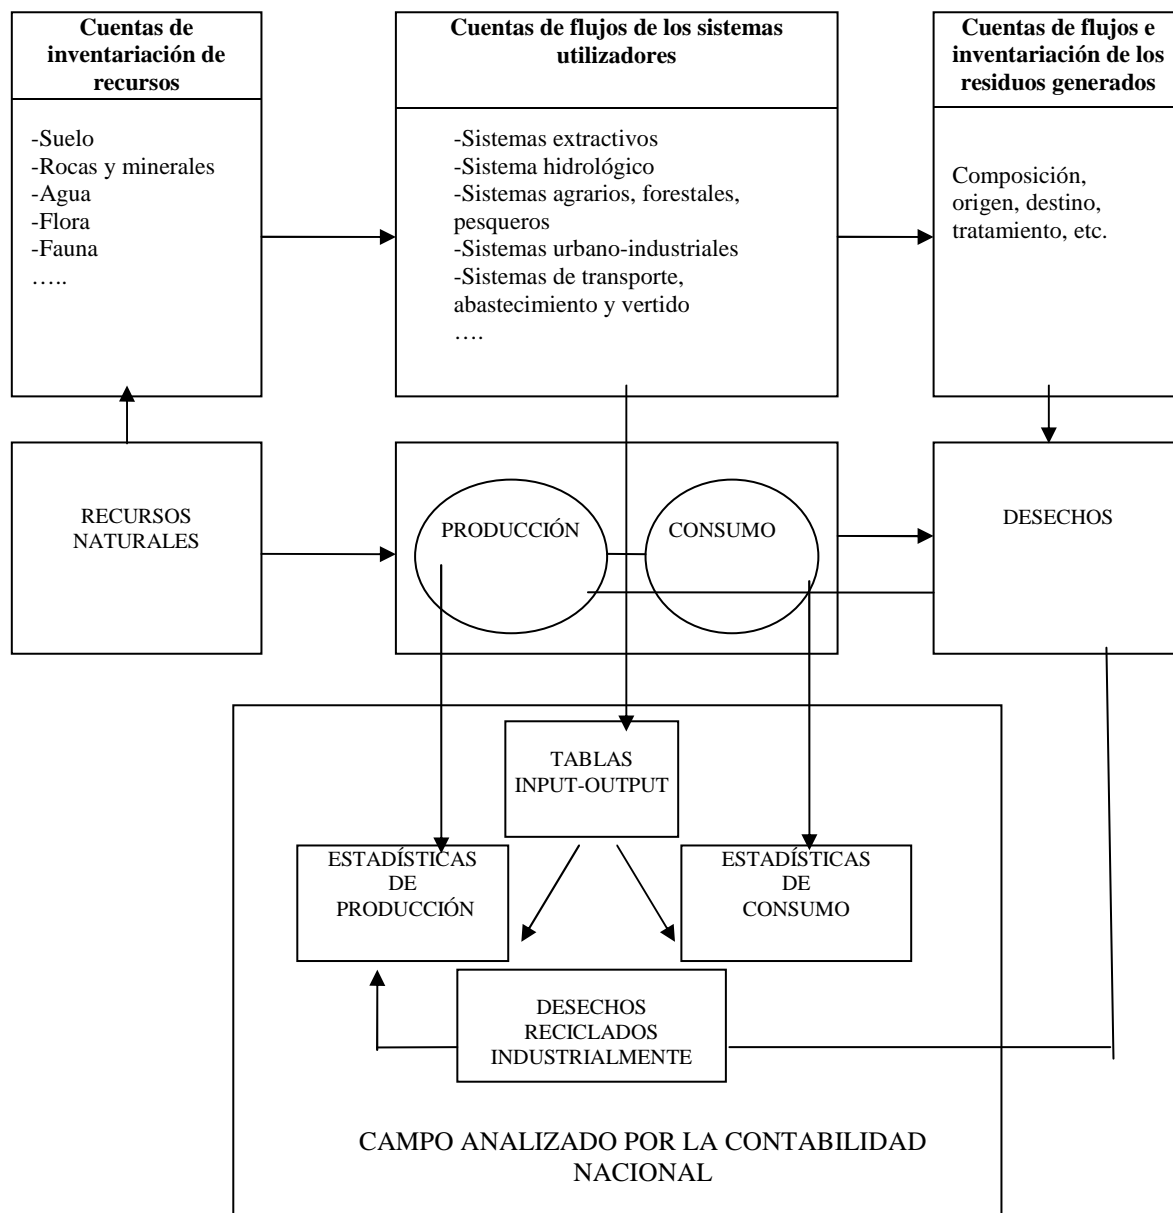 Cuentas de
inventariación de
recursos
-Suelo
-Rocas y minerales
-Agua
-Flora
-Fauna
…..
Cuentas de flujos de los sistemas
utilizadores
-Sistemas extractivos
-Sistema hidrológico
-Sistemas agrarios, forestales,
pesqueros
-Sistemas urbano-industriales
-Sistemas de transporte,
abastecimiento y vertido
….
Cuentas de flujos e
inventariación de los
residuos generados
Composición,
origen, destino,
tratamiento, etc.
RECURSOS
NATURALES
PRODUCCIÓN
CONSUMO
DESECHOS
TABLAS
INPUT-OUTPUT
ESTADÍSTICAS
DE
PRODUCCIÓN
ESTADÍSTICAS
DE
CONSUMO
DESECHOS
RECICLADOS
INDUSTRIALMENTE
CAMPO ANALIZADO POR LA CONTABILIDAD
NACIONAL